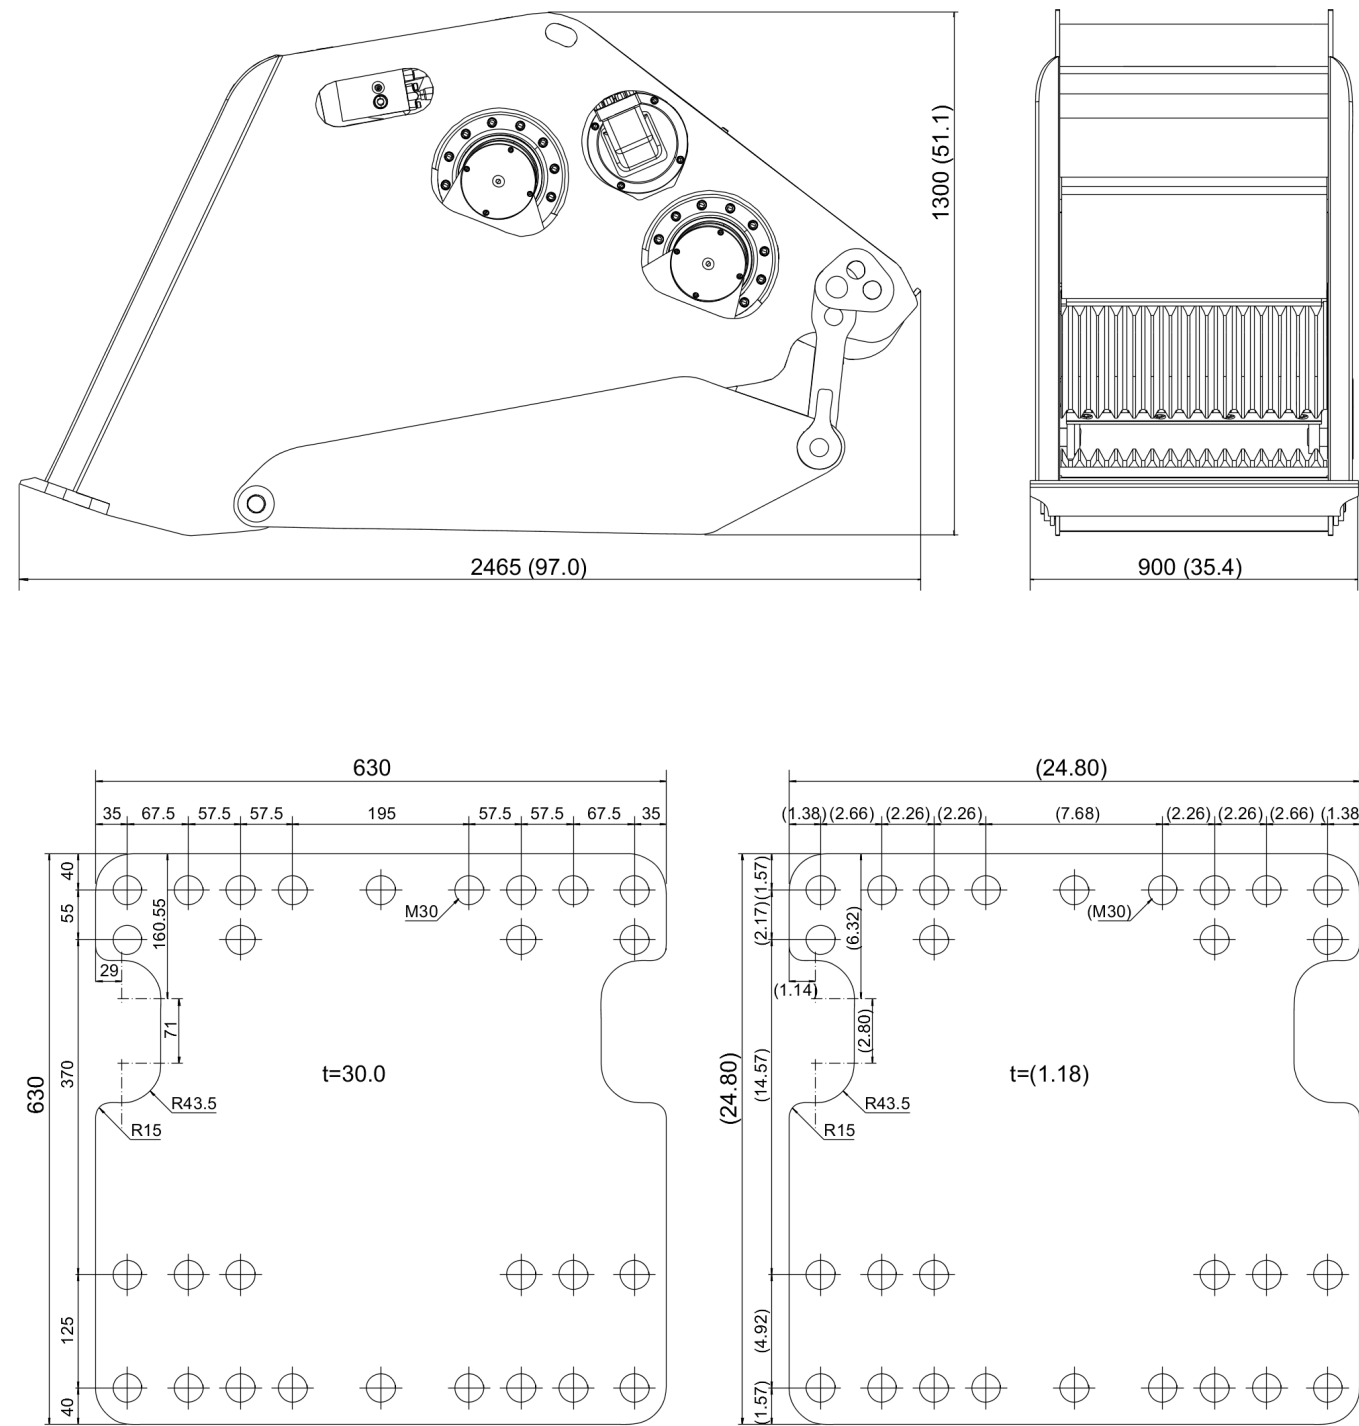 1300 (51.1)
2465 (97.0)
900 (35.4)
630
35 67.5 57.5 57.5 195 57.5 57.5 67.5 35
40
55
160.55
M30
29
71
370
630
t=30.0
R43.5
R15
125
40
(24.80)
(1.38) (2.66) (2.26) (2.26) (7.68) (2.26) (2.26) (2.66) (1.38
(1.57)
(2.17)
(6.32)
(M30)
(1.14)
(2.80)
(14.57)
(24.80)
t=(1.18)
R43.5
R15
(4.92)
(1.57)